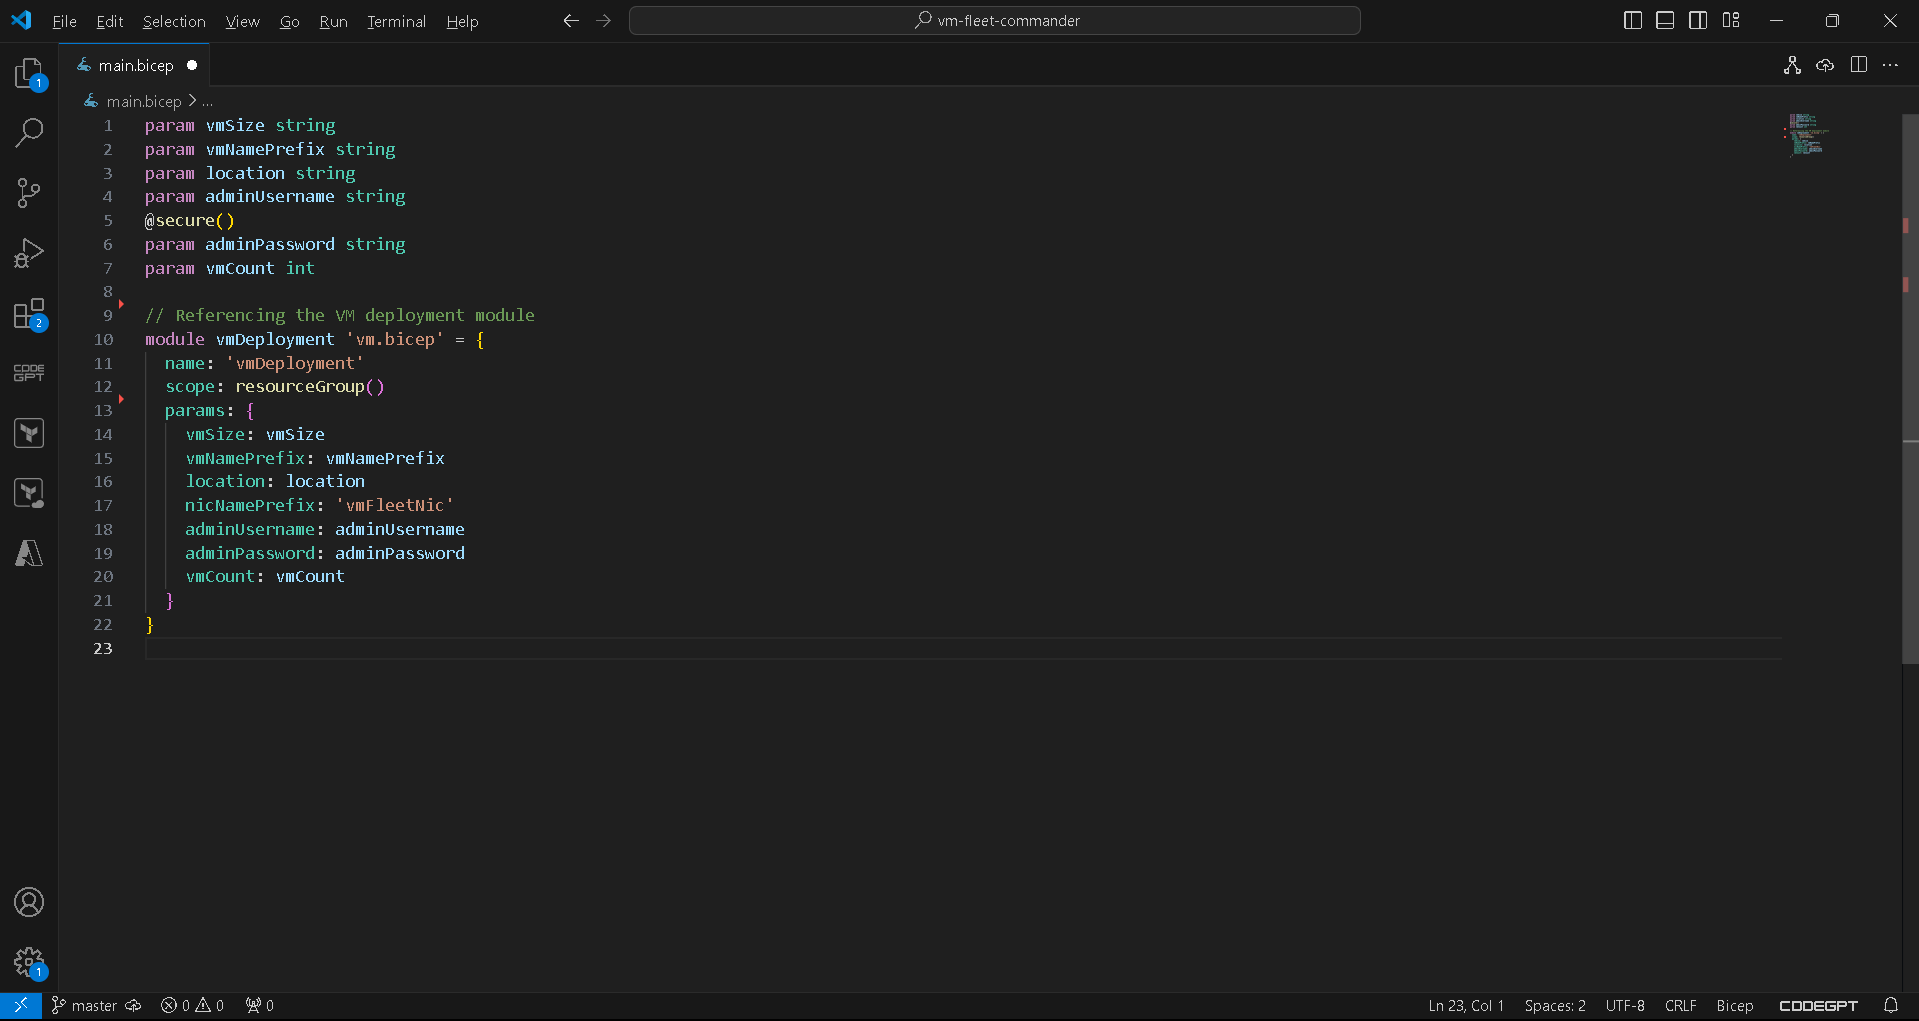 File Edit Selection View Go Run Terminal Help
vm-fleet-commander
main.bicep
main.bicep > ...
1 param vmSize string
2 param vmNamePrefix string
3 param location string
4 param adminUsername string
5 @secure()
6 param adminPassword string
7 param vmCount int
8
9 // Referencing the VM deployment module
10 module vmDeployment 'vm.bicep' = {
11 name: 'vmDeployment'
12 scope: resourceGroup()
13 params: {
14 vmSize: vmSize
15 vmNamePrefix: vmNamePrefix
16 location: location
17 nicNamePrefix: 'vmFleetNic'
18 adminUsername: adminUsername
19 adminPassword: adminPassword
20 vmCount: vmCount
21 }
22 }
23
1
2
CODE
GPT
1
master 0 0 0 Ln 23, Col 1 Spaces: 2 UTF-8 CRLF Bicep CODEGPT